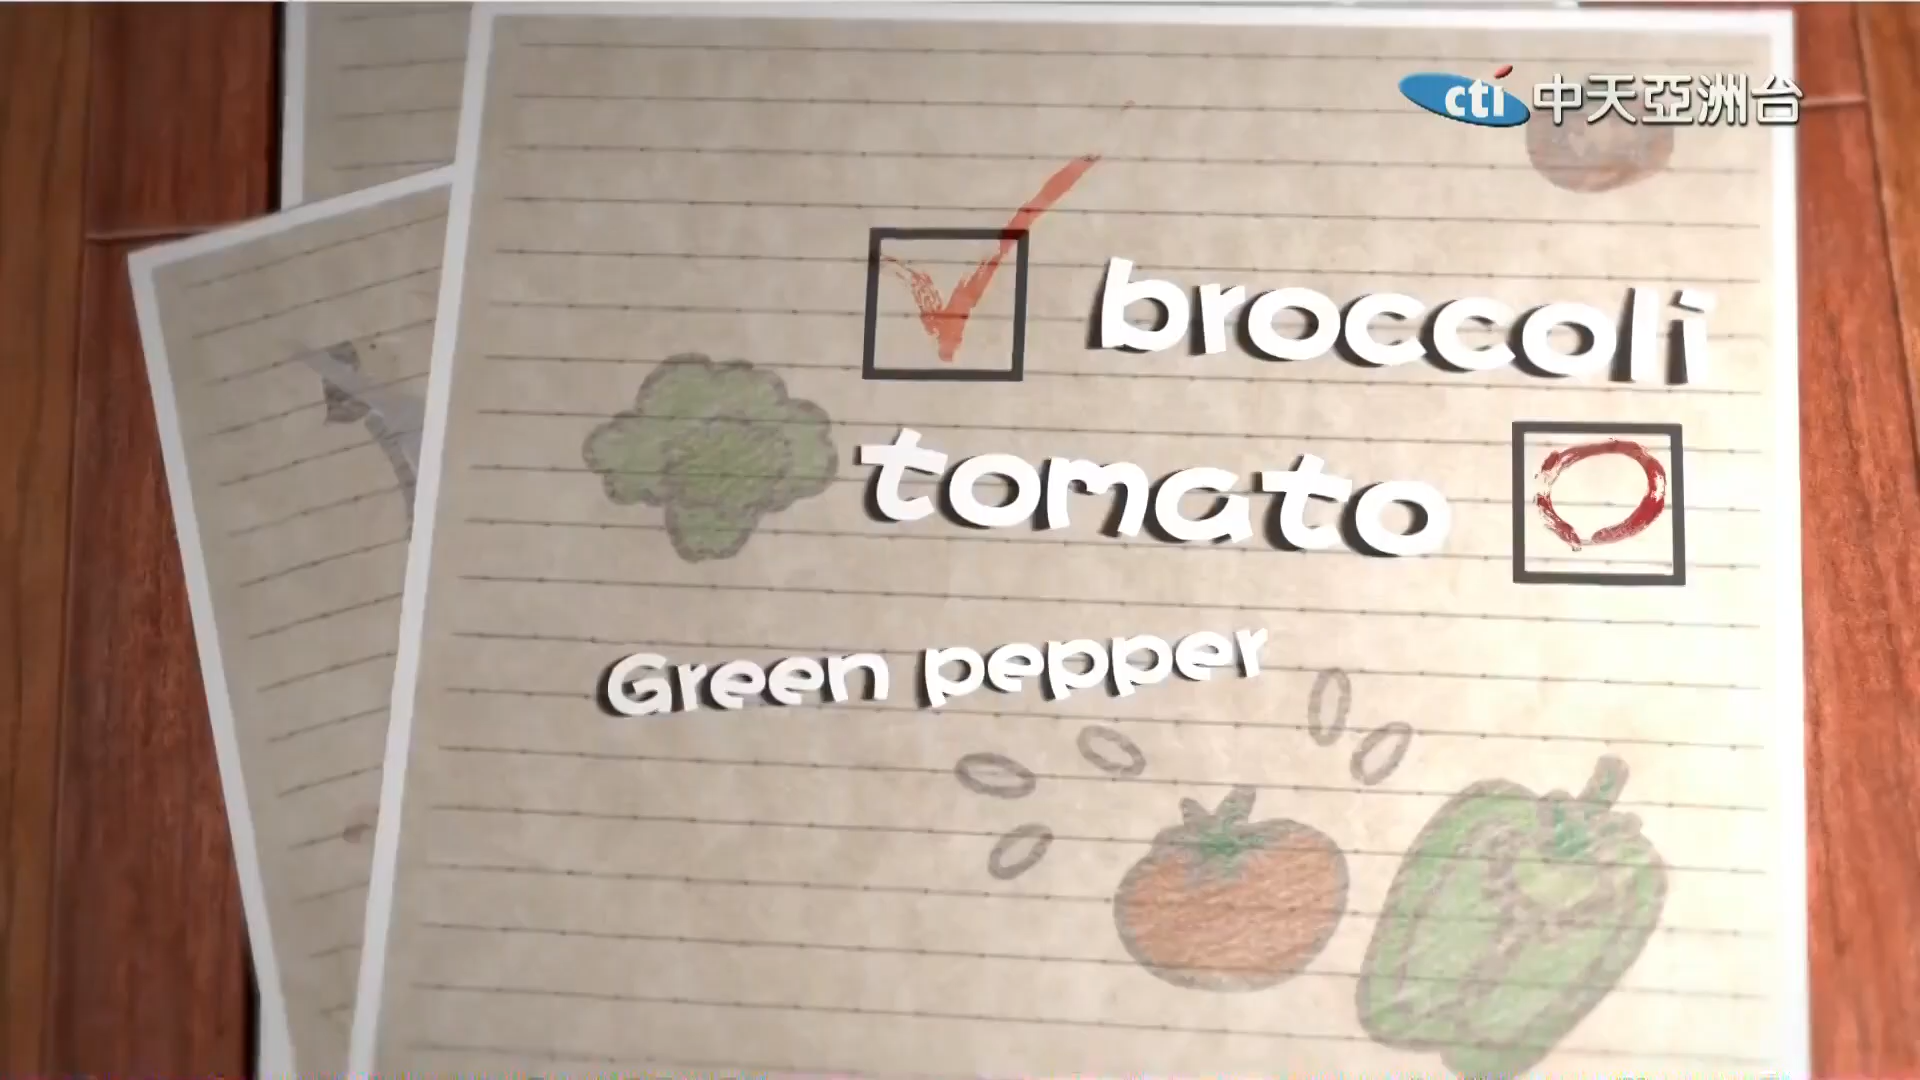 cti 中天亞洲台
broccoli
tomato
Green pepper